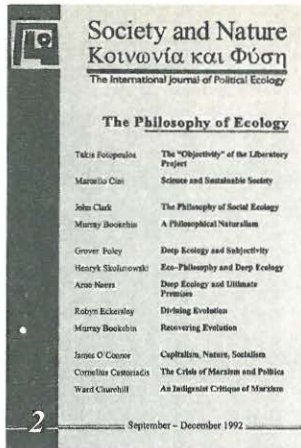 Society and Nature
Κοινωνία και Φύση
The International Journal of Political Ecology
The Philosophy of Ecology
Takis Fotopoulos The "Objectivity" of the Liberatory
Project
Marcello Cini Science and Sustainable Society
John Clark The Philosophy of Social Ecology
Murray Bookchin A Philosophical Naturalism
Grover Foley Deep Ecology and Subjectivity
Henryk Skolimowski Eco-Philosophy and Deep Ecology
Arne Naess Deep Ecology and Ultimate
Premises
Robyn Eckersley Divining Evolution
Murray Bookchin Recovering Evolution
James O'Connor Capitalism, Nature, Socialism
Cornelius Castoriadis The Crisis of Marxism and Politics
Ward Churchill An Indigenist Critique of Marxism
2 September – December 1992